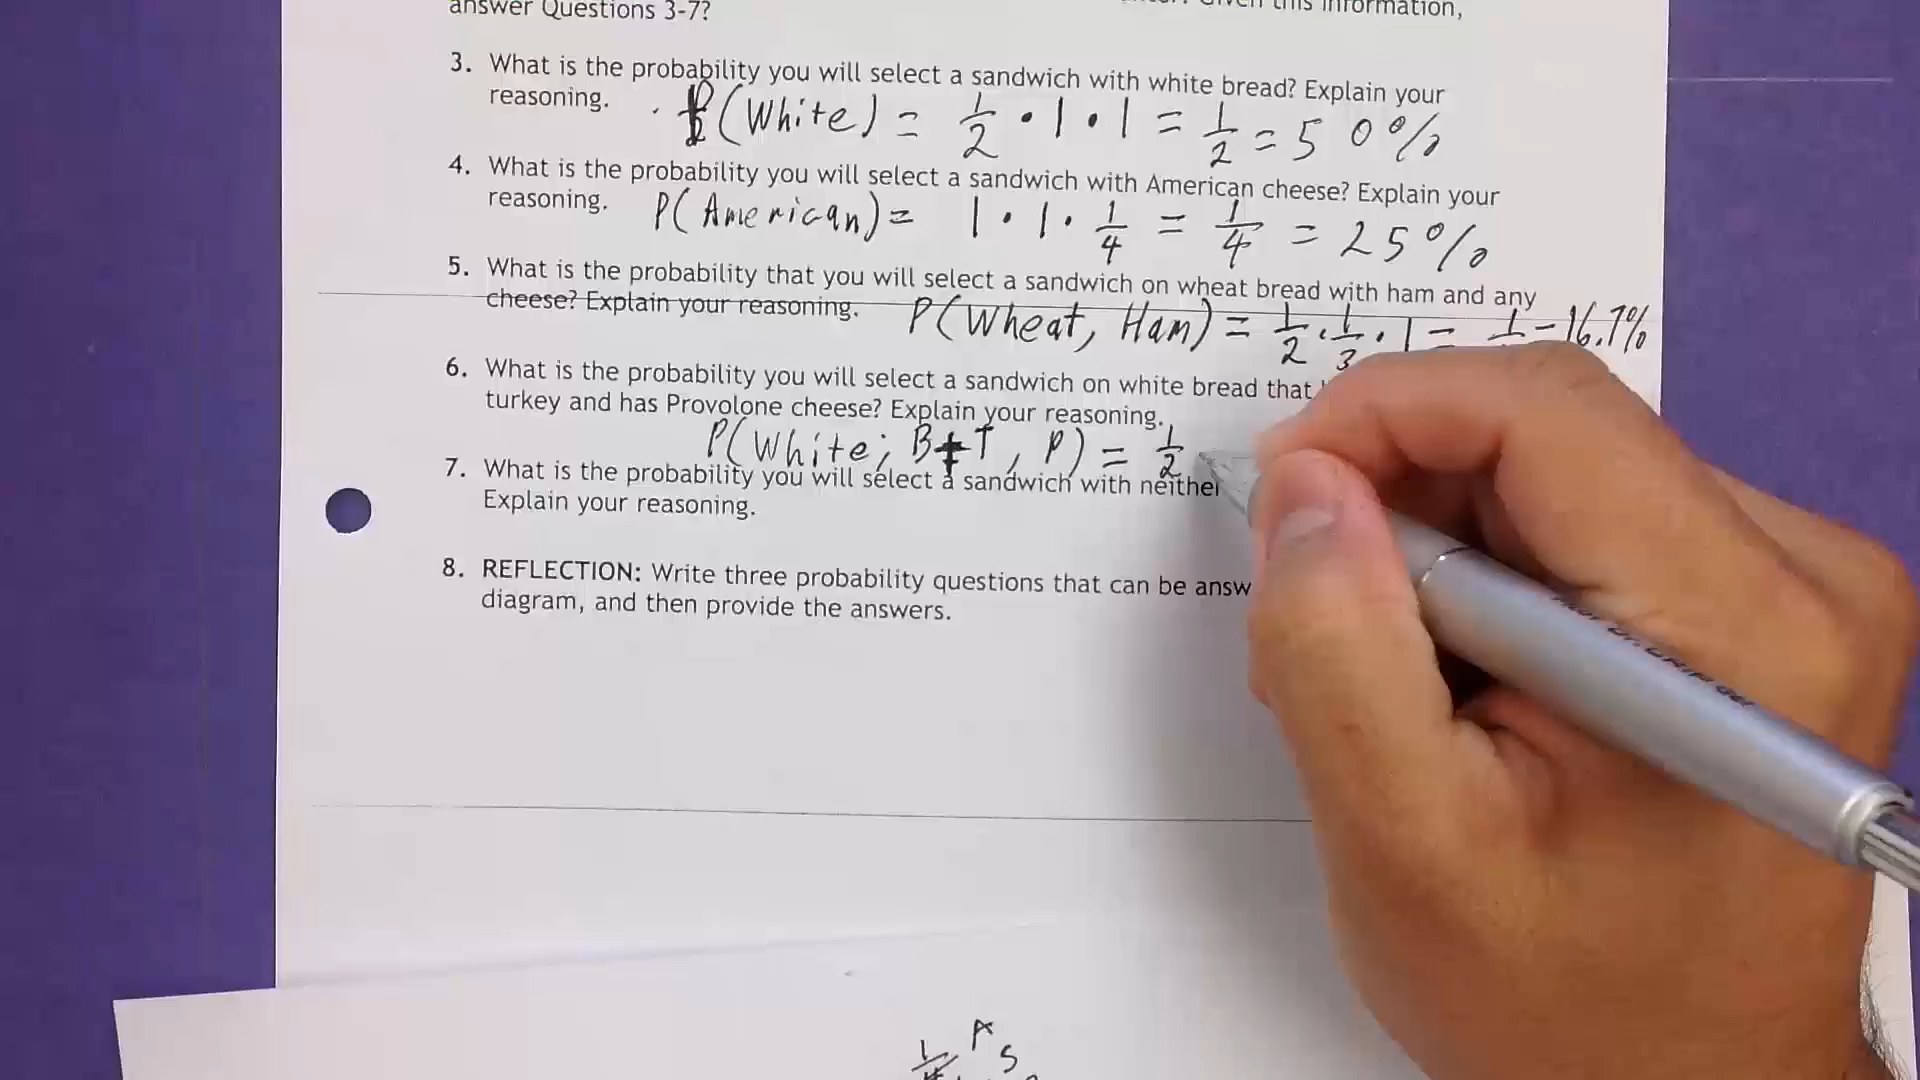 answer Questions 3-7? Given this information,
3. What is the probability you will select a sandwich with white bread? Explain your
reasoning. P(White) = 1/2 · 1 · 1 = 1/2 = 50%
4. What is the probability you will select a sandwich with American cheese? Explain your
reasoning. P(American) = 1 · 1 · 1/4 = 1/4 = 25%
5. What is the probability that you will select a sandwich on wheat bread with ham and any
cheese? Explain your reasoning. P(Wheat, Ham) = 1/2 · 1/3 · 1 = 16.7%
6. What is the probability you will select a sandwich on white bread that
turkey and has Provolone cheese? Explain your reasoning.
P(White, B+T, P) = 1/2
7. What is the probability you will select a sandwich with neither
Explain your reasoning.
8. REFLECTION: Write three probability questions that can be answ
diagram, and then provide the answers.
A
S